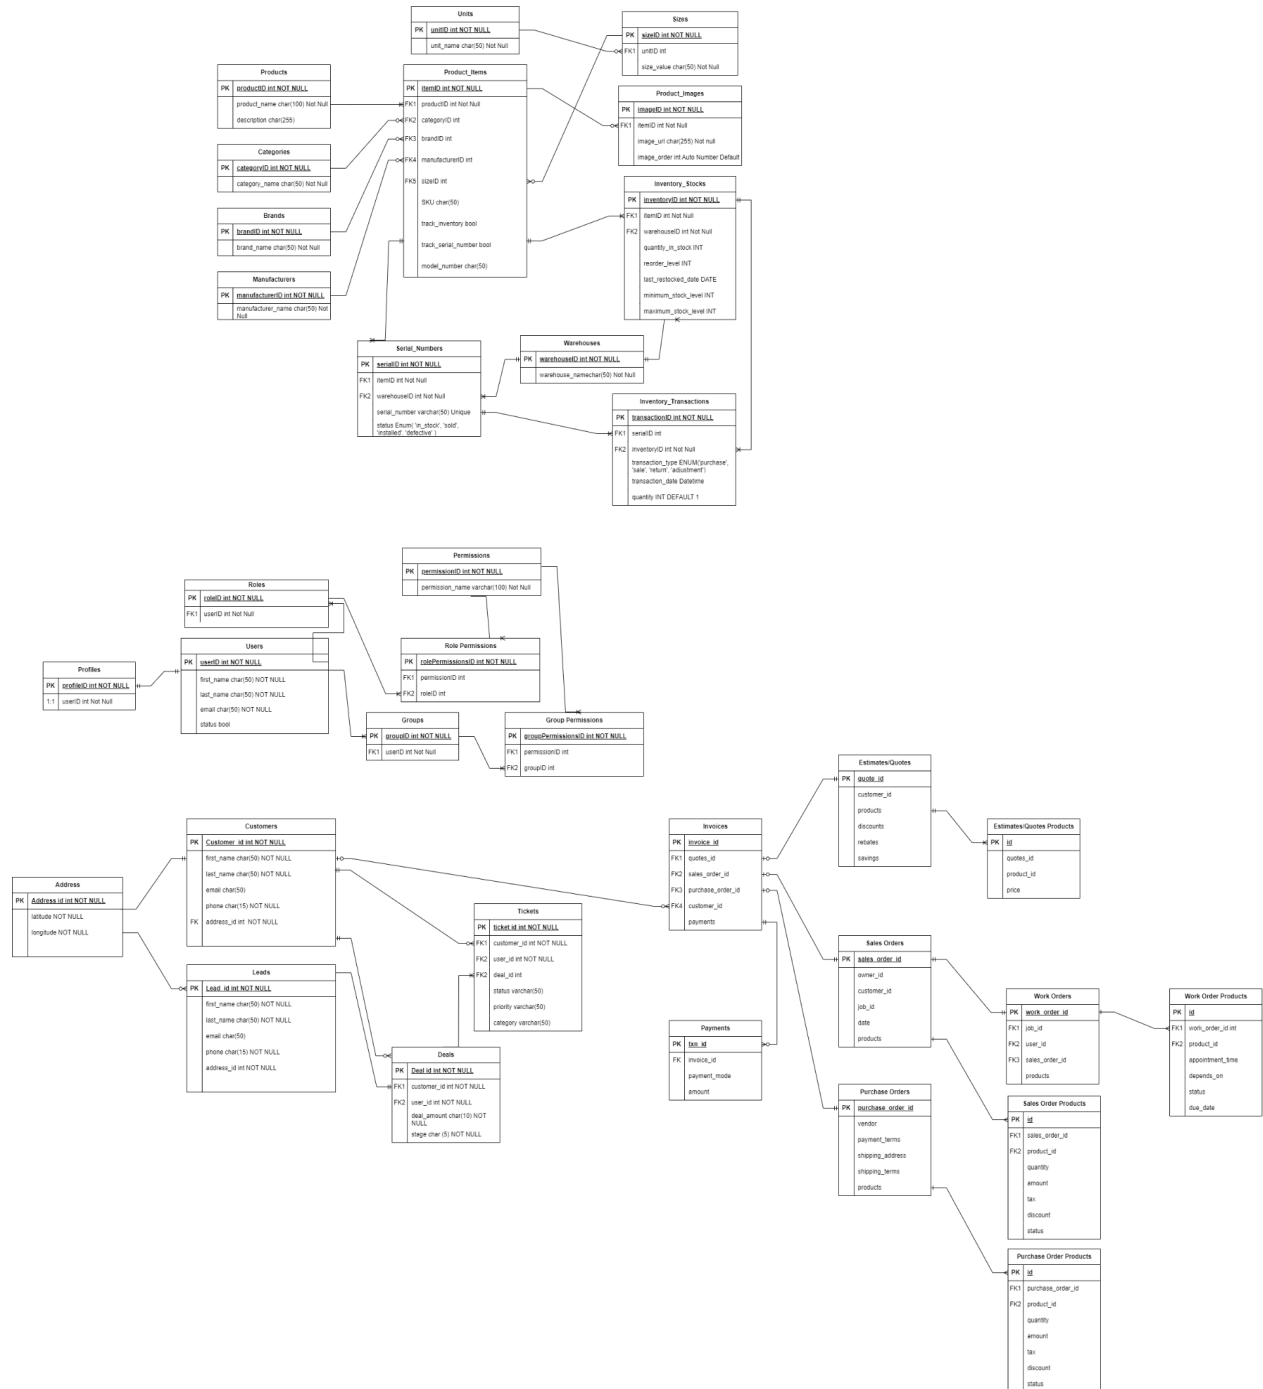 Units
PK unitID int NOT NULL
unit_name char(50) Not Null
Sizes
PK sizeID int NOT NULL
FK1 unitID int
size_value char(50) Not Null
Products
PK productID int NOT NULL
product_name char(100) Not Null
description char(255)
Product_Items
PK itemID int NOT NULL
FK1 productID int Not Null
FK2 categoryID int
FK3 brandID int
FK4 manufacturerID int
FK5 sizeID int
SKU char(50)
track_inventory bool
track_serial_number bool
model_number char(50)
Product_Images
PK imageID int NOT NULL
FK1 itemID int Not Null
image_url char(255) Not null
image_order int Auto Number Default
Categories
PK categoryID int NOT NULL
category_name char(50) Not Null
Brands
PK brandID int NOT NULL
brand_name char(50) Not Null
Manufacturers
PK manufacturerID int NOT NULL
manufacturer_name char(50) Not
Null
Inventory_Stocks
PK inventoryID int NOT NULL
FK1 itemID int Not Null
FK2 warehouseID int Not Null
quantity_in_stock INT
reorder_level INT
last_restocked_date DATE
minimum_stock_level INT
maximum_stock_level INT
Serial_Numbers
PK serialID int NOT NULL
FK1 itemID int Not Null
FK2 warehouseID int Not Null
serial_number varchar(50) Unique
status Enum( 'in_stock', 'sold',
'installed', 'defective' )
Warehouses
PK warehouseID int NOT NULL
warehouse_namechar(50) Not Null
Inventory_Transactions
PK transactionID int NOT NULL
FK1 serialID int
FK2 inventoryID int Not Null
transaction_type ENUM('purchase',
'sale', 'return', 'adjustment')
transaction_date Datetime
quantity INT DEFAULT 1
Permissions
PK permissionID int NOT NULL
permission_name varchar(100) Not Null
Roles
PK roleID int NOT NULL
FK1 userID int Not Null
Users
PK userID int NOT NULL
first_name char(50) NOT NULL
last_name char(50) NOT NULL
email char(50) NOT NULL
status bool
Role Permissions
PK rolePermissionsID int NOT NULL
FK1 permissionID int
FK2 roleID int
Profiles
PK profileID int NOT NULL
1:1 userID int Not Null
Groups
PK groupID int NOT NULL
FK1 userID int Not Null
Group Permissions
PK groupPermissionsID int NOT NULL
FK1 permissionID int
FK2 groupID int
Estimates/Quotes
PK quote_id
customer_id
products
discounts
rebates
savings
Estimates/Quotes Products
PK id
quotes_id
product_id
price
Customers
PK Customer_id int NOT NULL
first_name char(50) NOT NULL
last_name char(50) NOT NULL
email char(50)
phone char(15) NOT NULL
FK address_id int  NOT NULL
Invoices
PK invoice_id
FK1 quotes_id
FK2 sales_order_id
FK3 purchase_order_id
FK4 customer_id
payments
Address
PK Address id int NOT NULL
latitude NOT NULL
longitude NOT NULL
Tickets
PK ticket id int NOT NULL
FK1 customer_id int NOT NULL
FK2 user_id int NOT NULL
FK2 deal_id int
status varchar(50)
priority varchar(50)
category varchar(50)
Leads
PK Lead_id int NOT NULL
first_name char(50) NOT NULL
last_name char(50) NOT NULL
email char(50)
phone char(15) NOT NULL
address_id int NOT NULL
Deals
PK Deal id int NOT NULL
FK1 customer_id int NOT NULL
FK2 user_id int NOT NULL
deal_amount char(10) NOT
NULL
stage char (5) NOT NULL
Payments
PK txn_id
FK invoice_id
payment_mode
amount
Sales Orders
PK sales_order_id
owner_id
customer_id
job_id
date
products
Work Orders
PK work_order_id
FK1 job_id
FK2 user_id
FK3 sales_order_id
products
Work Order Products
PK id
FK1 work_order_id int
FK2 product_id
appointment_time
depends_on
status
due_date
Purchase Orders
PK purchase_order_id
vendor
payment_terms
shipping_address
shipping_terms
products
Sales Order Products
PK id
FK1 sales_order_id
FK2 product_id
quantity
amount
tax
discount
status
Purchase Order Products
PK id
FK1 purchase_order_id
FK2 product_id
quantity
amount
tax
discount
status